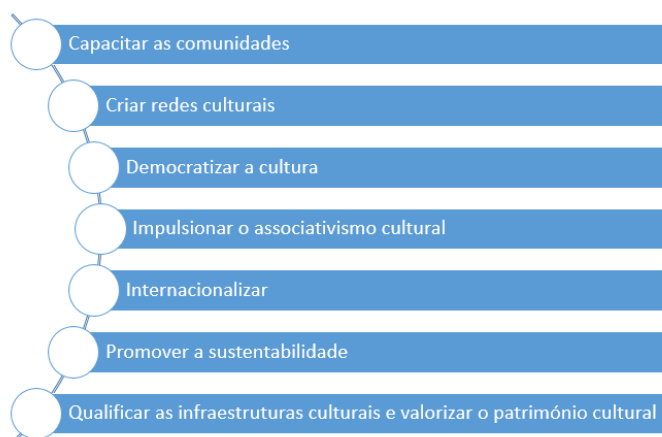 Capacitar as comunidades
Criar redes culturais
Democratizar a cultura
Impulsionar o associativismo cultural
Internacionalizar
Promover a sustentabilidade
Qualificar as infraestruturas culturais e valorizar o património cultural